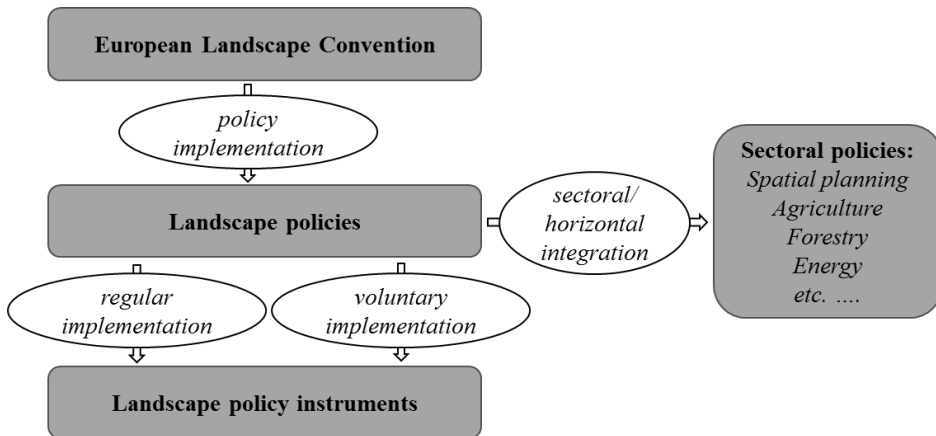 European Landscape Convention
policy
implementation
Landscape policies
sectoral/
horizontal
integration
Sectoral policies:
Spatial planning
Agriculture
Forestry
Energy
etc. ....
regular
implementation
voluntary
implementation
Landscape policy instruments